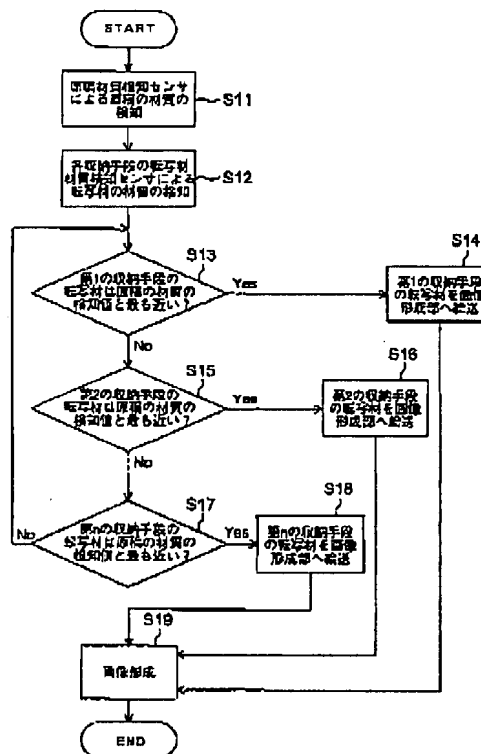 START
原稿材質検知センサ
による原稿の材質の
検知
S11
各収納手段の転写材
材質検知センサによる
転写材の材質の検知
S12
S13
第1の収納手段の
転写材は原稿の材質の
検知値と最も近い?
Yes
S14
第1の収納手段
の転写材を画像
形成部へ給送
No
S15
第2の収納手段の
転写材は原稿の材質の
検知値と最も近い?
Yes
S16
第2の収納手段
の転写材を画像
形成部へ給送
No
S17
第nの収納手段の
転写材は原稿の材質の
検知値と最も近い?
No
Yes
S18
第nの収納手段
の転写材を画像
形成部へ給送
S19
画像形成
END